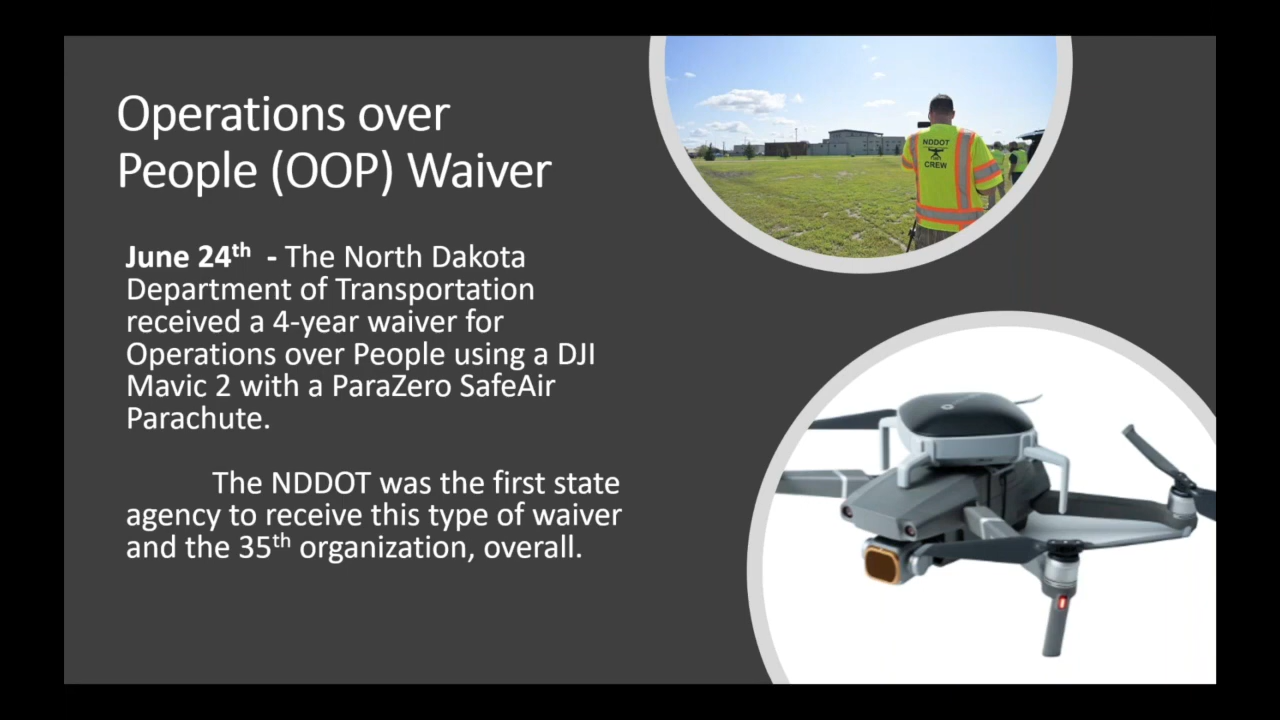 Operations over
People (OOP) Waiver
June 24th - The North Dakota
Department of Transportation
received a 4-year waiver for
Operations over People using a DJI
Mavic 2 with a ParaZero SafeAir
Parachute.
The NDDOT was the first state
agency to receive this type of waiver
and the 35th organization, overall.
NDDOT
CREW